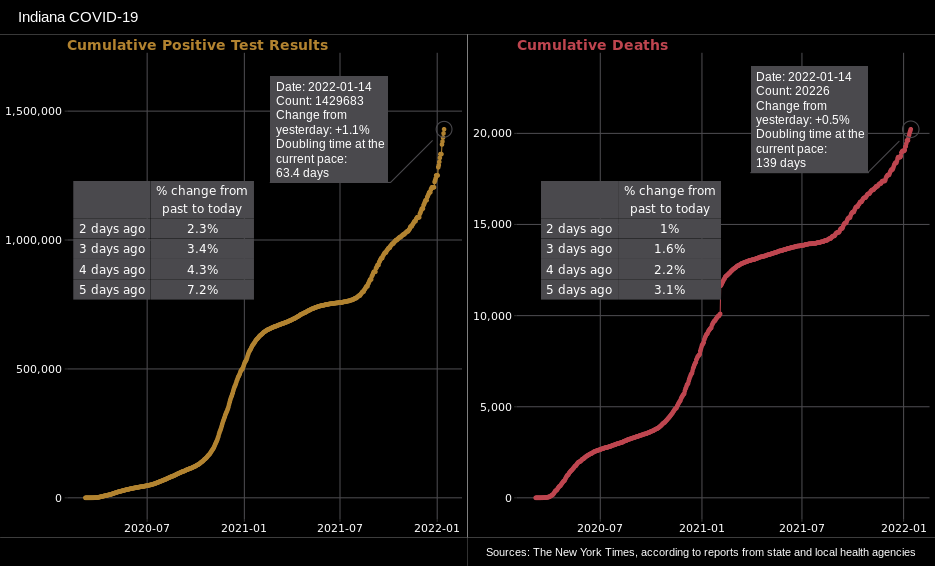 Indiana COVID-19
Cumulative Positive Test Results
1,500,000
1,000,000
500,000
0
2020-07
2021-01
2021-07
2022-01
Date: 2022-01-14
Count: 1429683
Change from
yesterday: +1.1%
Doubling time at the
current pace:
63.4 days
% change from
past to today
2 days ago 2.3%
3 days ago 3.4%
4 days ago 4.3%
5 days ago 7.2%
Cumulative Deaths
20,000
15,000
10,000
5,000
0
2020-07
2021-01
2021-07
2022-01
Date: 2022-01-14
Count: 20226
Change from
yesterday: +0.5%
Doubling time at the
current pace:
139 days
% change from
past to today
2 days ago 1%
3 days ago 1.6%
4 days ago 2.2%
5 days ago 3.1%
Sources: The New York Times, according to reports from state and local health agencies